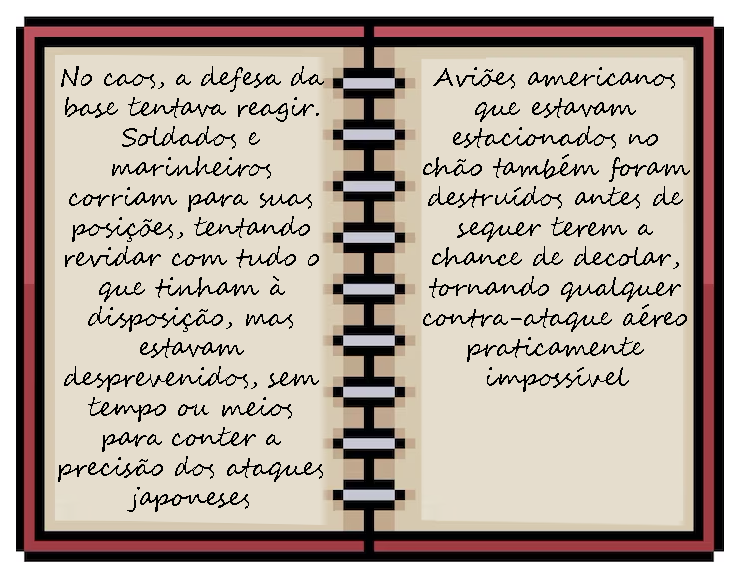 No caos, a defesa da
base tentava reagir.
Soldados e
marinheiros
corriam para suas
posições, tentando
revidar com tudo o
que tinham à
disposição, mas
estavam
desprevenidos, sem
tempo ou meios
para conter a
precisão dos ataques
japoneses
Aviões americanos
que estavam
estacionados no
chão também foram
destruídos antes de
sequer terem a
chance de decolar,
tornando qualquer
contra-ataque aéreo
praticamente
impossível